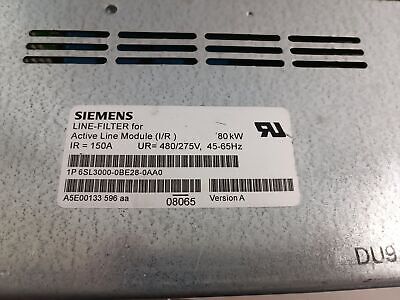 SIEMENS
LINE-FILTER for
Active Line Module (I/R ) 80 kW
IR = 150A UR= 480/275V, 45-65Hz
1P 6SL3000-0BE28-0AA0
A5E00133 596 aa 08065 Version A
DU9